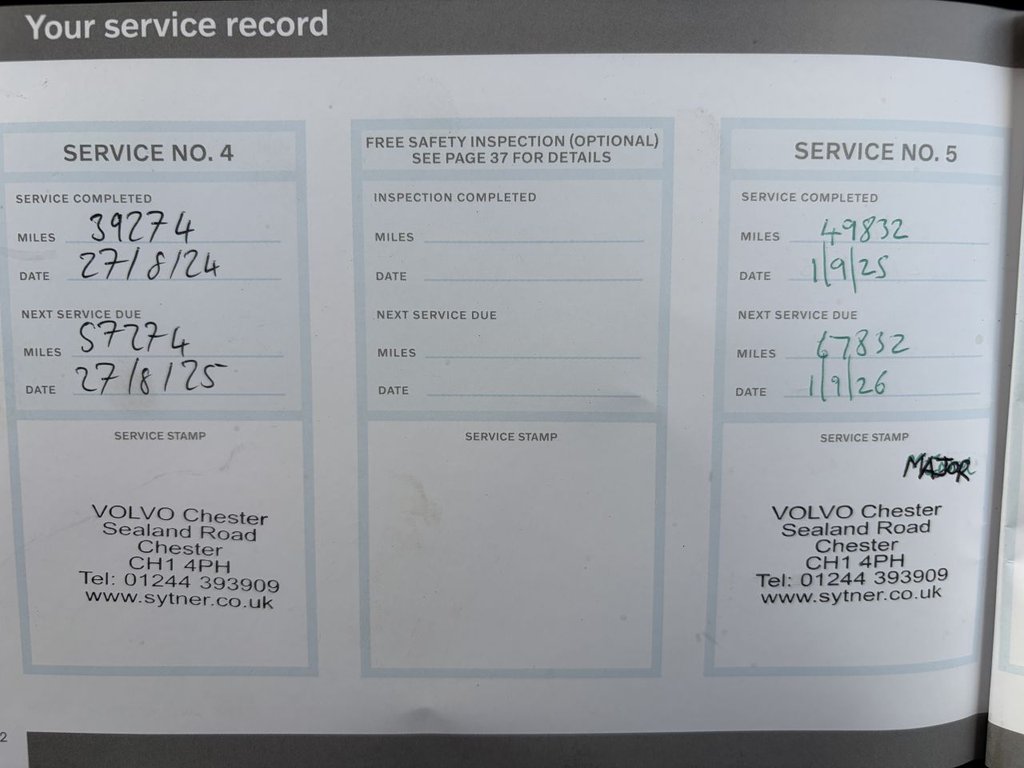 Your service record
SERVICE NO. 4
SERVICE COMPLETED
MILES 39274
DATE 27/8/24
NEXT SERVICE DUE
MILES 57274
DATE 27/8/25
SERVICE STAMP
VOLVO Chester
Sealand Road
Chester
CH1 4PH
Tel: 01244 393909
www.sytner.co.uk
FREE SAFETY INSPECTION (OPTIONAL)
SEE PAGE 37 FOR DETAILS
INSPECTION COMPLETED
MILES
DATE
NEXT SERVICE DUE
MILES
DATE
SERVICE STAMP
SERVICE NO. 5
SERVICE COMPLETED
MILES 49832
DATE 1/9/25
NEXT SERVICE DUE
MILES 67832
DATE 1/9/26
SERVICE STAMP
MAJOR
VOLVO Chester
Sealand Road
Chester
CH1 4PH
Tel: 01244 393909
www.sytner.co.uk
2